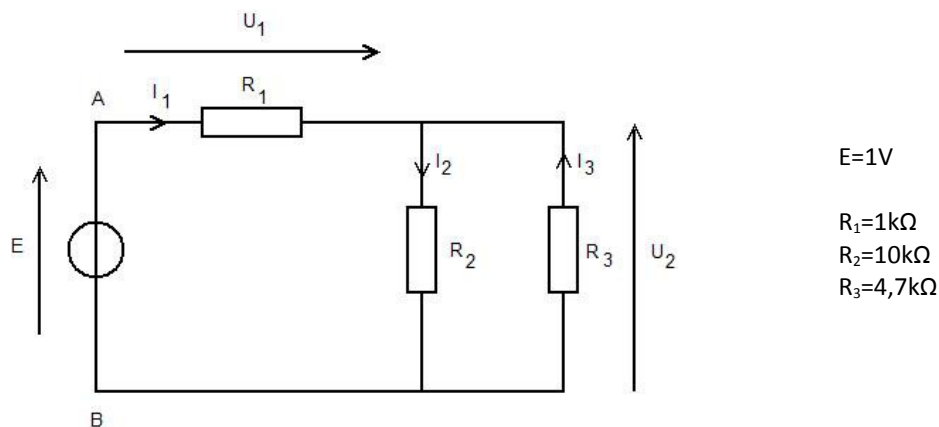 U₁
A
I₁
R₁
I₂
I₃
E
R₂
R₃
U₂
B
E=1V
R₁=1kΩ
R₂=10kΩ
R₃=4,7kΩ